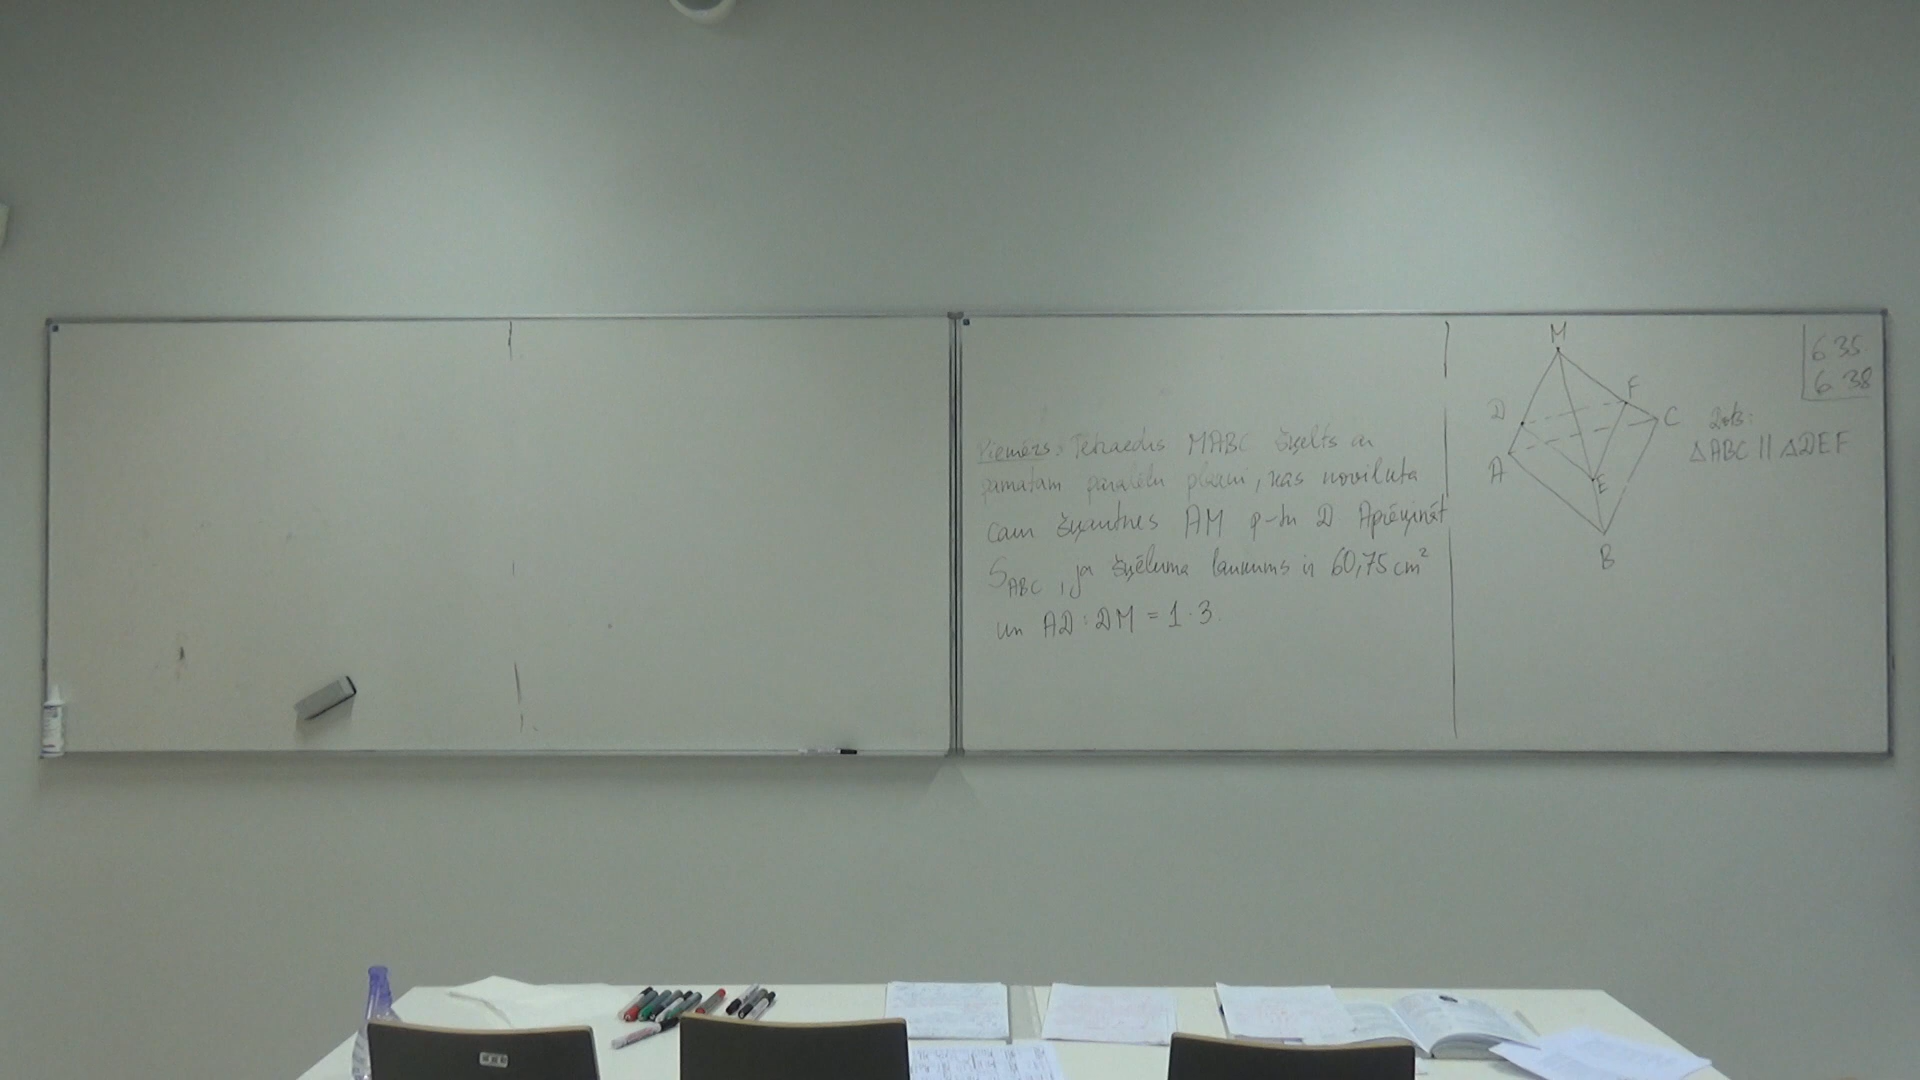 Piemērs: Tetraedrs MABC šķelts ar
pamatam paralēlu plakni, kas novilkta
caur šķautnes AM p-tu D Aprēķināt
S_ABC, ja šķēluma laukums ir 60,75 cm²
un AD : DM = 1 : 3.
M
D
F
C
A
E
B
Dots:
△ABC || △DEF
6.35.
6.38